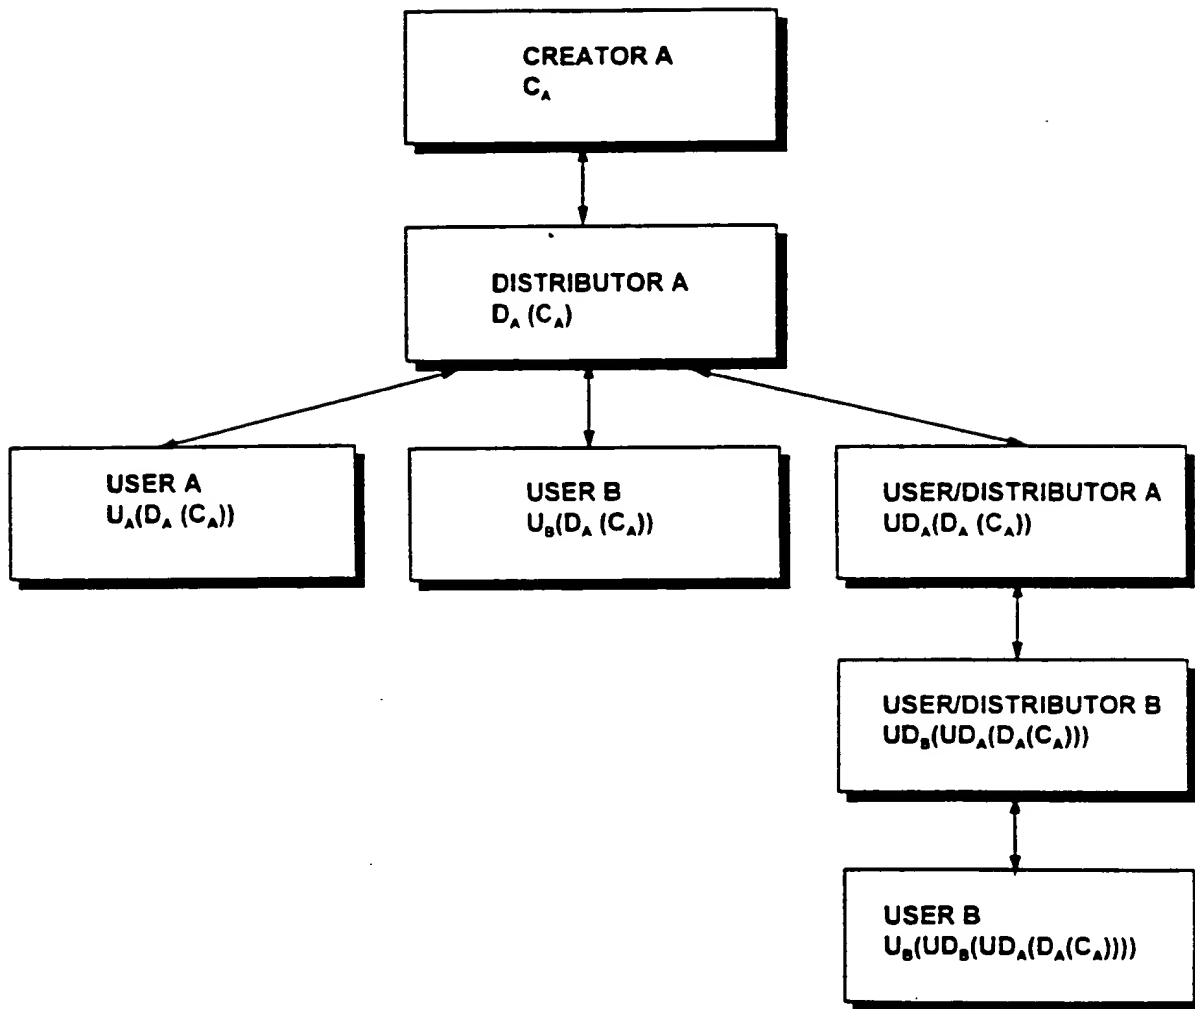 CREATOR A
C_A
DISTRIBUTOR A
D_A (C_A)
USER A
U_A(D_A (C_A))
USER B
U_B(D_A (C_A))
USER/DISTRIBUTOR A
UD_A(D_A (C_A))
USER/DISTRIBUTOR B
UD_B(UD_A(D_A(C_A)))
USER B
U_B(UD_B(UD_A(D_A(C_A))))